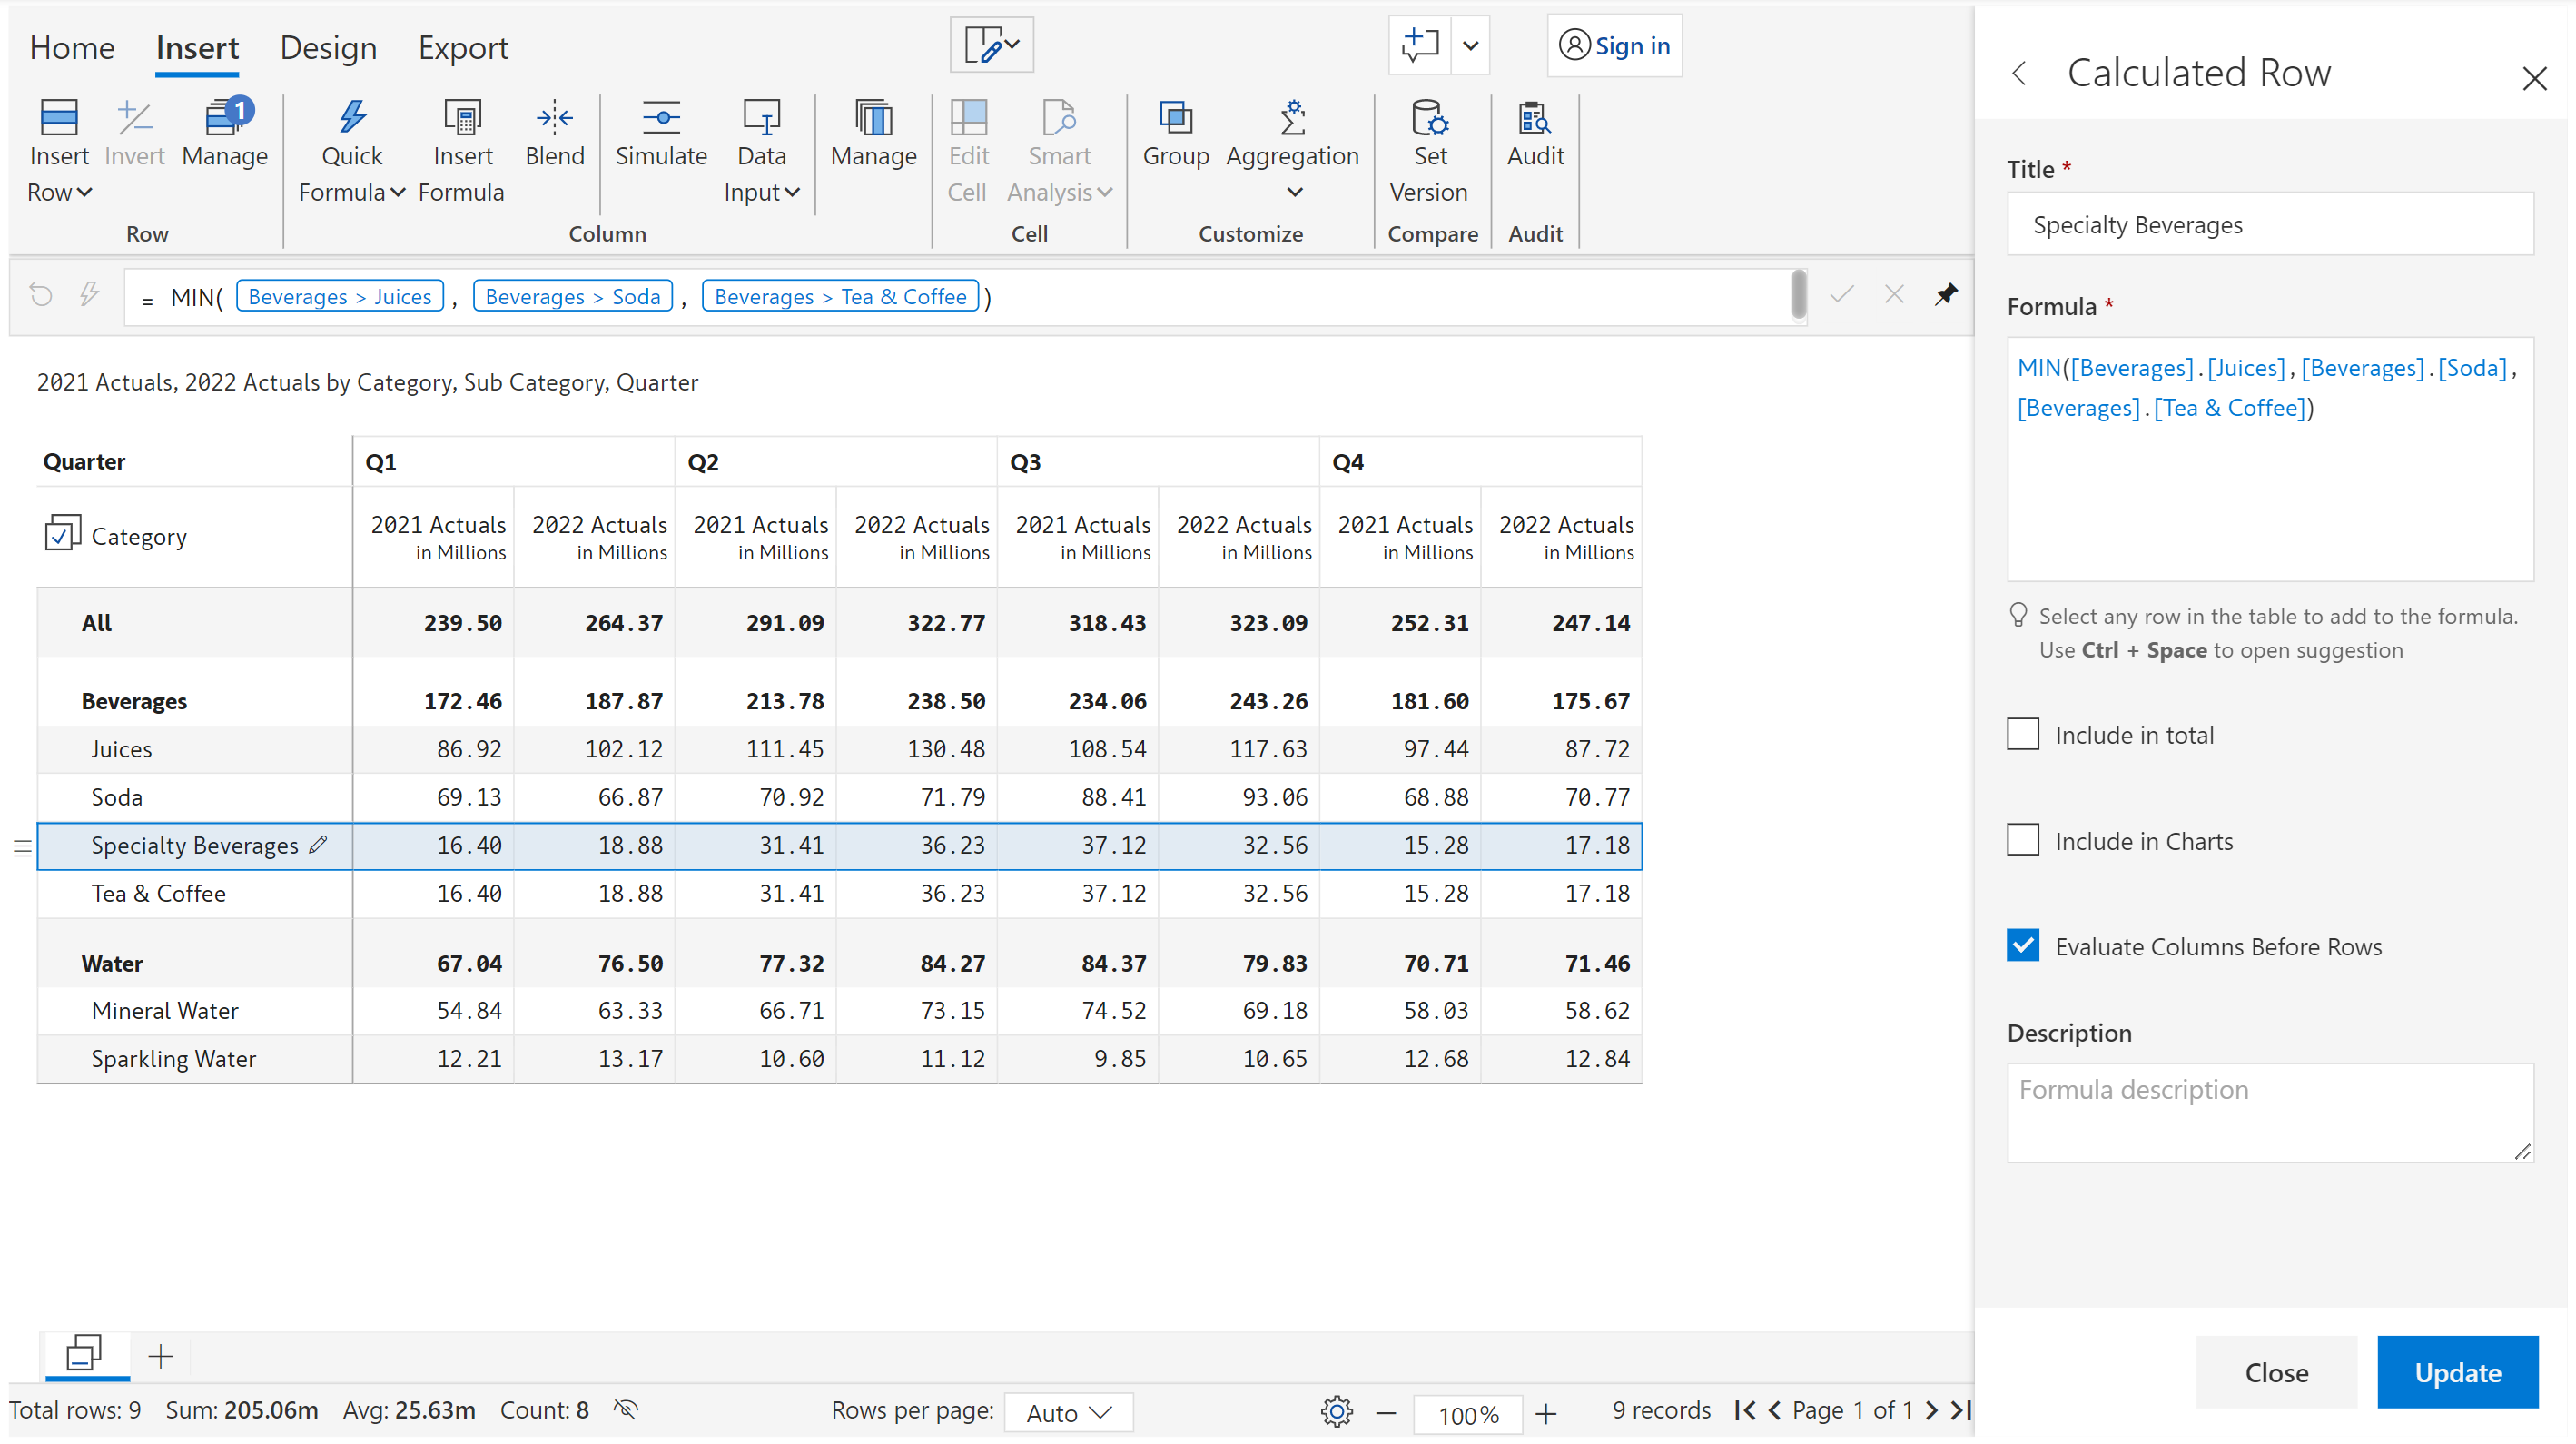 Home Insert Design Export Sign in
1
Insert Invert Manage Quick Insert Blend Simulate Data Manage Edit Smart Group Aggregation Set Audit
Row Formula Formula Input Cell Analysis Version
Row Column Cell Customize Compare Audit
= MIN( Beverages > Juices , Beverages > Soda , Beverages > Tea & Coffee )
2021 Actuals, 2022 Actuals by Category, Sub Category, Quarter
Quarter Q1 Q2 Q3 Q4
Category 2021 Actuals 2022 Actuals 2021 Actuals 2022 Actuals 2021 Actuals 2022 Actuals 2021 Actuals 2022 Actuals
in Millions in Millions in Millions in Millions in Millions in Millions in Millions in Millions
All 239.50 264.37 291.09 322.77 318.43 323.09 252.31 247.14
Beverages 172.46 187.87 213.78 238.50 234.06 243.26 181.60 175.67
Juices 86.92 102.12 111.45 130.48 108.54 117.63 97.44 87.72
Soda 69.13 66.87 70.92 71.79 88.41 93.06 68.88 70.77
Specialty Beverages 16.40 18.88 31.41 36.23 37.12 32.56 15.28 17.18
Tea & Coffee 16.40 18.88 31.41 36.23 37.12 32.56 15.28 17.18
Water 67.04 76.50 77.32 84.27 84.37 79.83 70.71 71.46
Mineral Water 54.84 63.33 66.71 73.15 74.52 69.18 58.03 58.62
Sparkling Water 12.21 13.17 10.60 11.12 9.85 10.65 12.68 12.84
Total rows: 9 Sum: 205.06m Avg: 25.63m Count: 8 Rows per page: Auto 100% 9 records Page 1 of 1
Calculated Row
Title *
Specialty Beverages
Formula *
MIN([Beverages].[Juices],[Beverages].[Soda],
[Beverages].[Tea & Coffee])
Select any row in the table to add to the formula.
Use Ctrl + Space to open suggestion
Include in total
Include in Charts
Evaluate Columns Before Rows
Description
Formula description
Close Update